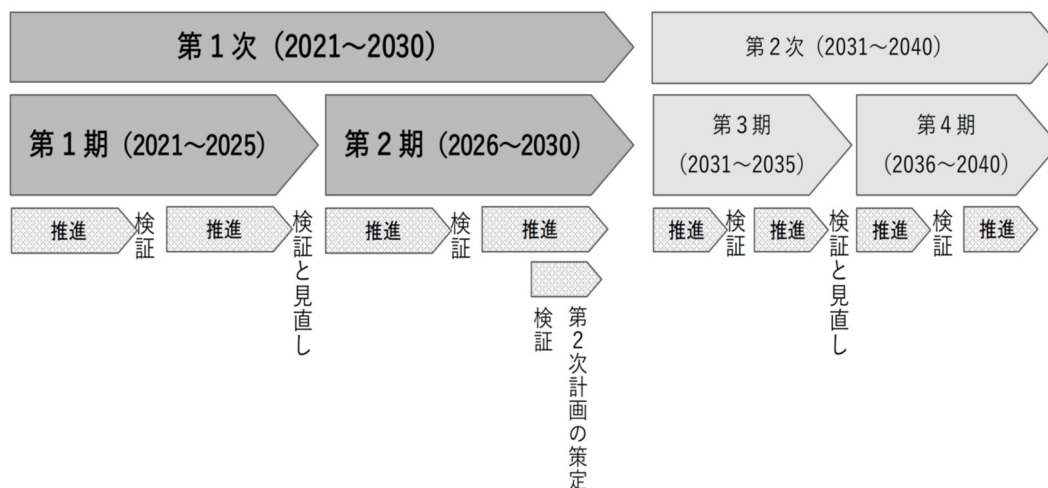 第1次（2021～2030）
第2次（2031～2040）
第1期（2021～2025）
第2期（2026～2030）
第3期
（2031～2035）
第4期
（2036～2040）
推進
検証
推進
検証と見直し
推進
検証
推進
推進
検証
推進
検証と見直し
推進
検証
推進
検証
第2次計画の策定